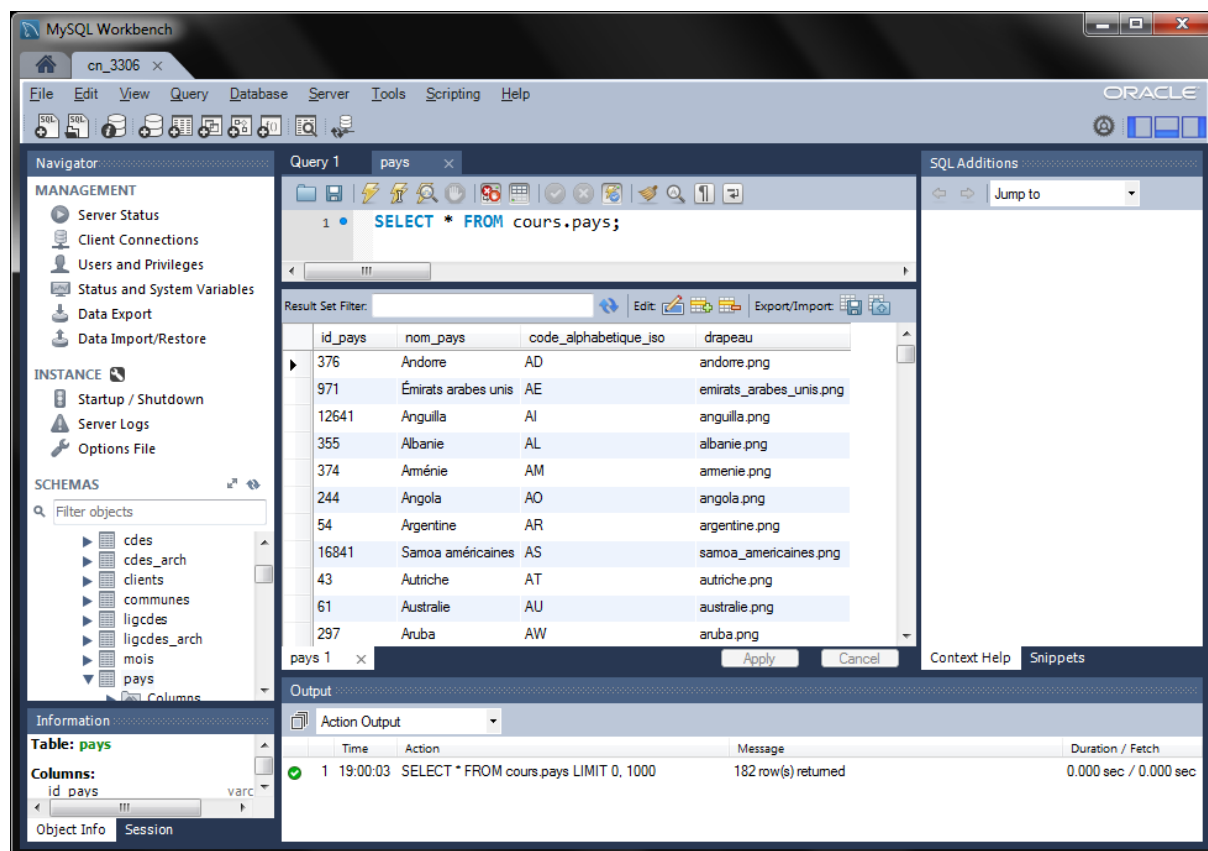 MySQL Workbench
cn_3306 ×
File Edit View Query Database Server Tools Scripting Help
ORACLE
SQL SQL
Navigator
MANAGEMENT
Server Status
Client Connections
Users and Privileges
Status and System Variables
Data Export
Data Import/Restore
INSTANCE
Startup / Shutdown
Server Logs
Options File
SCHEMAS
Filter objects
cdes
cdes_arch
clients
communes
ligcdes
ligcdes_arch
mois
pays
Columns
Information
Table: pays
Columns:
id_pays varc
Object Info Session
Query 1 pays ×
1 SELECT * FROM cours.pays;
Result Set Filter: Edit: Export/Import:
id_pays nom_pays code_alphabetique_iso drapeau
376 Andorre AD andorre.png
971 Émirats arabes unis AE emirats_arabes_unis.png
12641 Anguilla AI anguilla.png
355 Albanie AL albanie.png
374 Arménie AM armenie.png
244 Angola AO angola.png
54 Argentine AR argentine.png
16841 Samoa américaines AS samoa_americaines.png
43 Autriche AT autriche.png
61 Australie AU australie.png
297 Aruba AW aruba.png
pays 1 × Apply Cancel
SQL Additions
Jump to
Context Help Snippets
Output
Action Output
Time Action Message Duration / Fetch
1 19:00:03 SELECT * FROM cours.pays LIMIT 0, 1000 182 row(s) returned 0.000 sec / 0.000 sec